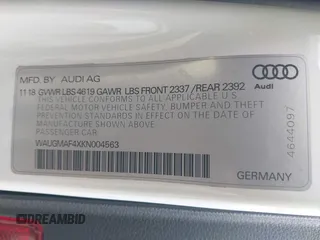 MFD. BY AUDI AG
11 18 GVWR LBS 4619 GAWR LBS FRONT 2337 / REAR 2392
THIS VEHICLE CONFORMS TO ALL APPLICABLE
FEDERAL MOTOR VEHICLE SAFETY, BUMPER AND THEFT
PREVENTION STANDARDS IN EFFECT ON THE
DATE OF MANUFACTURE SHOWN ABOVE.
PASSENGER CAR
WAUGMAF4XKN004563
Audi
4644097
GERMANY
DREAMBID